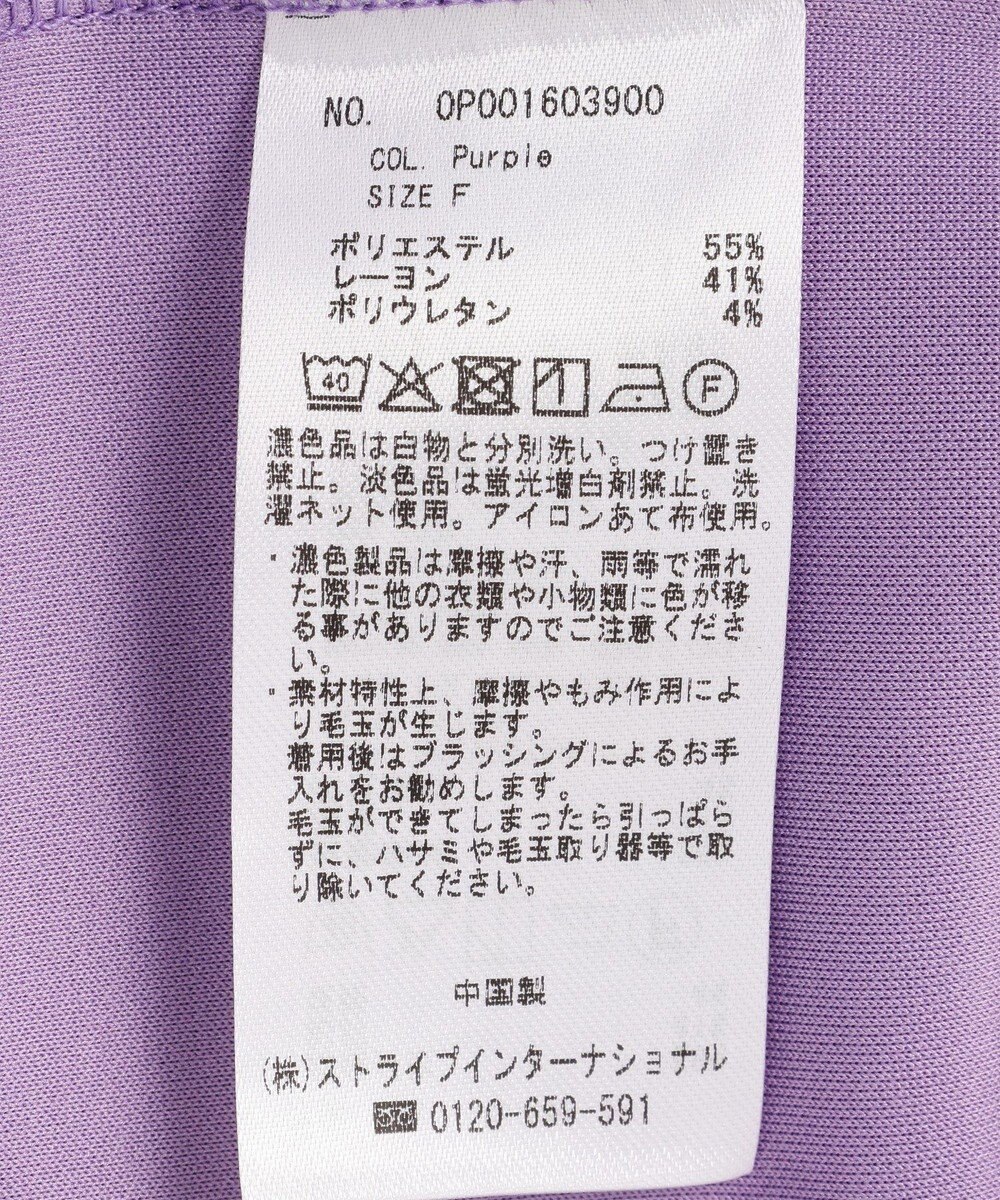 NO. 0P001603900
COL. Purple
SIZE F
ポリエステル 55%
レーヨン 41%
ポリウレタン 4%
40 F
濃色品は白物と分別洗い。つけ置き
禁止。淡色品は蛍光増白剤禁止。洗
濯ネット使用。アイロンあて布使用。
・濃色製品は摩擦や汗、雨等で濡れ
た際に他の衣類や小物類に色が移
る事がありますのでご注意くださ
い。
・素材特性上、摩擦やもみ作用によ
り毛玉が生じます。
着用後はブラッシングによるお手
入れをお勧めします。
毛玉ができてしまったら引っぱら
ずに、ハサミや毛玉取り器等で取
り除いてください。
中国製
(株)ストライプインターナショナル
0120-659-591